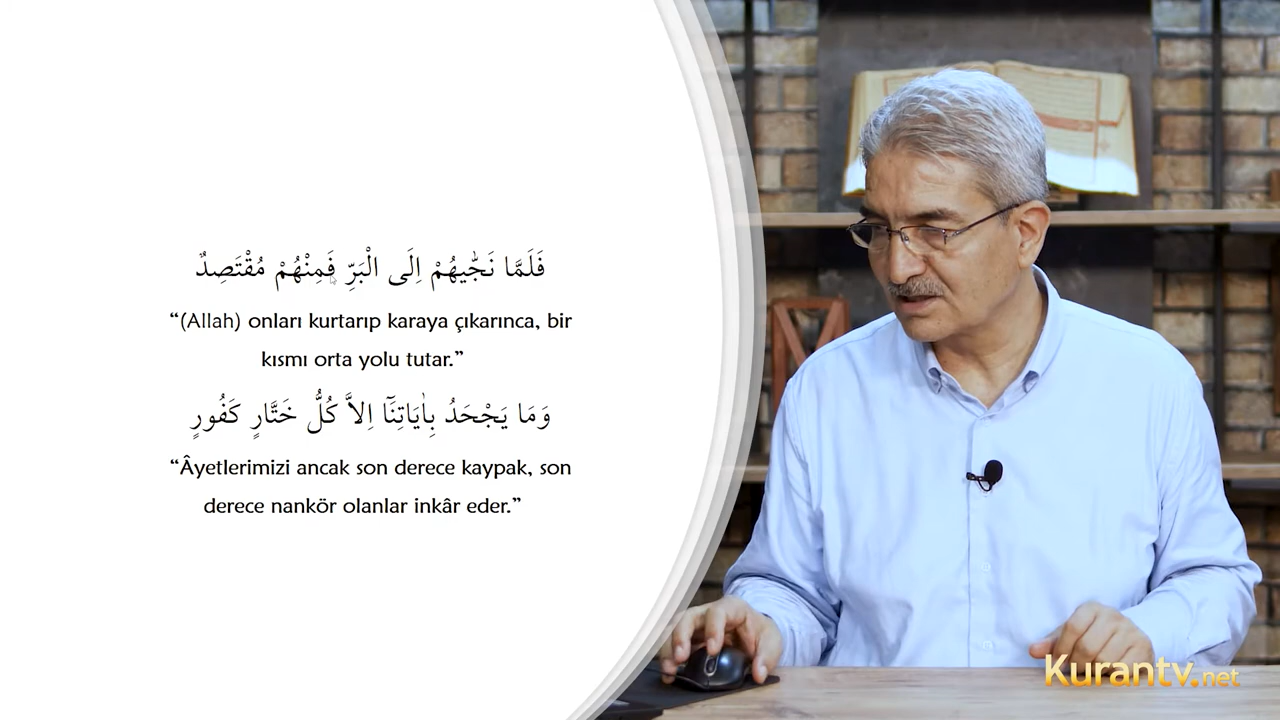 فَلَمَّا نَجّٰيهُمْ اِلَى الْبَرِّ فَمِنْهُمْ مُقْتَصِدٌ
“(Allah) onları kurtarıp karaya çıkarınca, bir
kısmı orta yolu tutar.”
وَمَا يَجْحَدُ بِاٰيَاتِنَٓا اِلاَّ كُلُّ خَتَّارٍ كَفُورٍ
“Âyetlerimizi ancak son derece kaypak, son
derece nankör olanlar inkâr eder.”
Kurantv.net